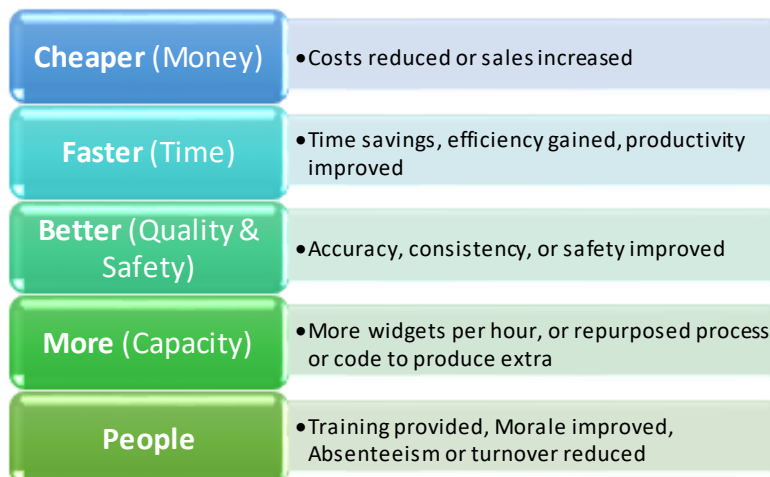 Cheaper (Money)
•Costs reduced or sales increased
Faster (Time)
•Time savings, efficiency gained, productivity
improved
Better (Quality &
Safety)
•Accuracy, consistency, or safety improved
More (Capacity)
•More widgets per hour, or repurposed process
or code to produce extra
People
•Training provided, Morale improved,
Absenteeism or turnover reduced